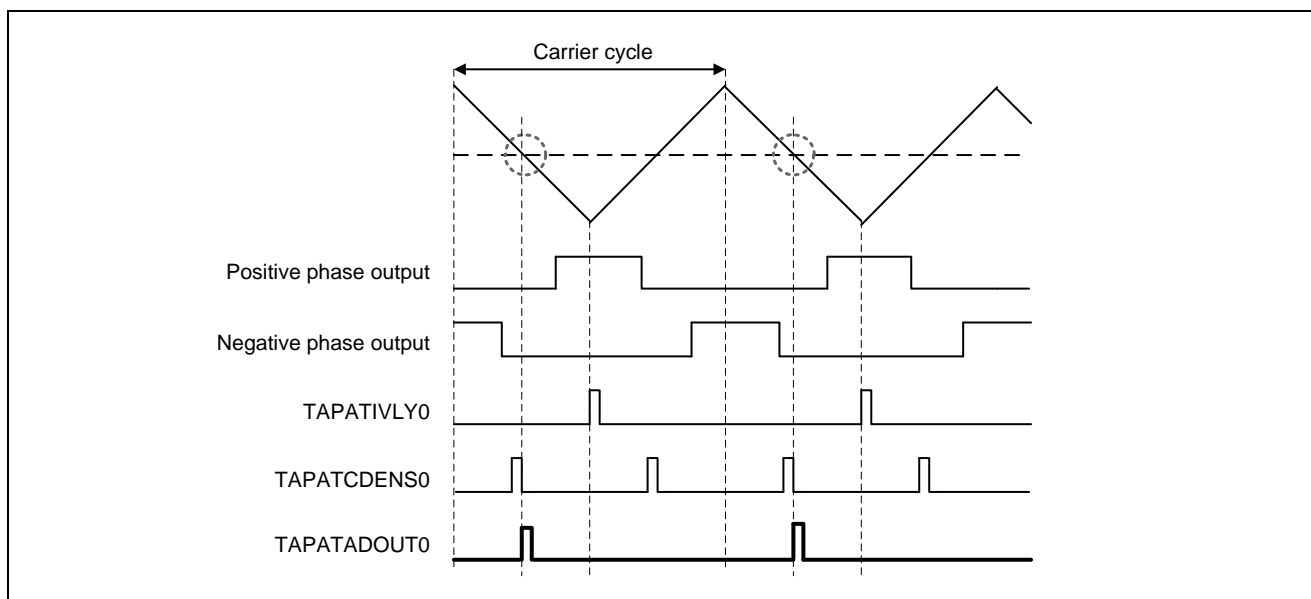 Carrier cycle
Positive phase output
Negative phase output
TAPATIVLY0
TAPATCDENS0
TAPATADOUT0